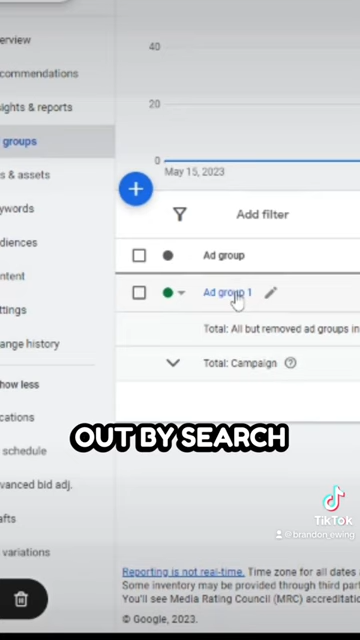 verview
commendations
40
ights & reports
20
groups
0
May 15, 2023
s & assets
ywords
Add filter
diences
Ad group
ntent
Ad group 1
ttings
Total: All but removed ad groups in
ange history
Total: Campaign
how less
cations
OUT BY SEARCH
schedule
vanced bid adj.
TikTok
@brandon_ewing
afts
variations
Reporting is not real-time. Time zone for all dates
Some inventory may be provided through third part
You'll see Media Rating Council (MRC) accreditatio
© Google, 2023.